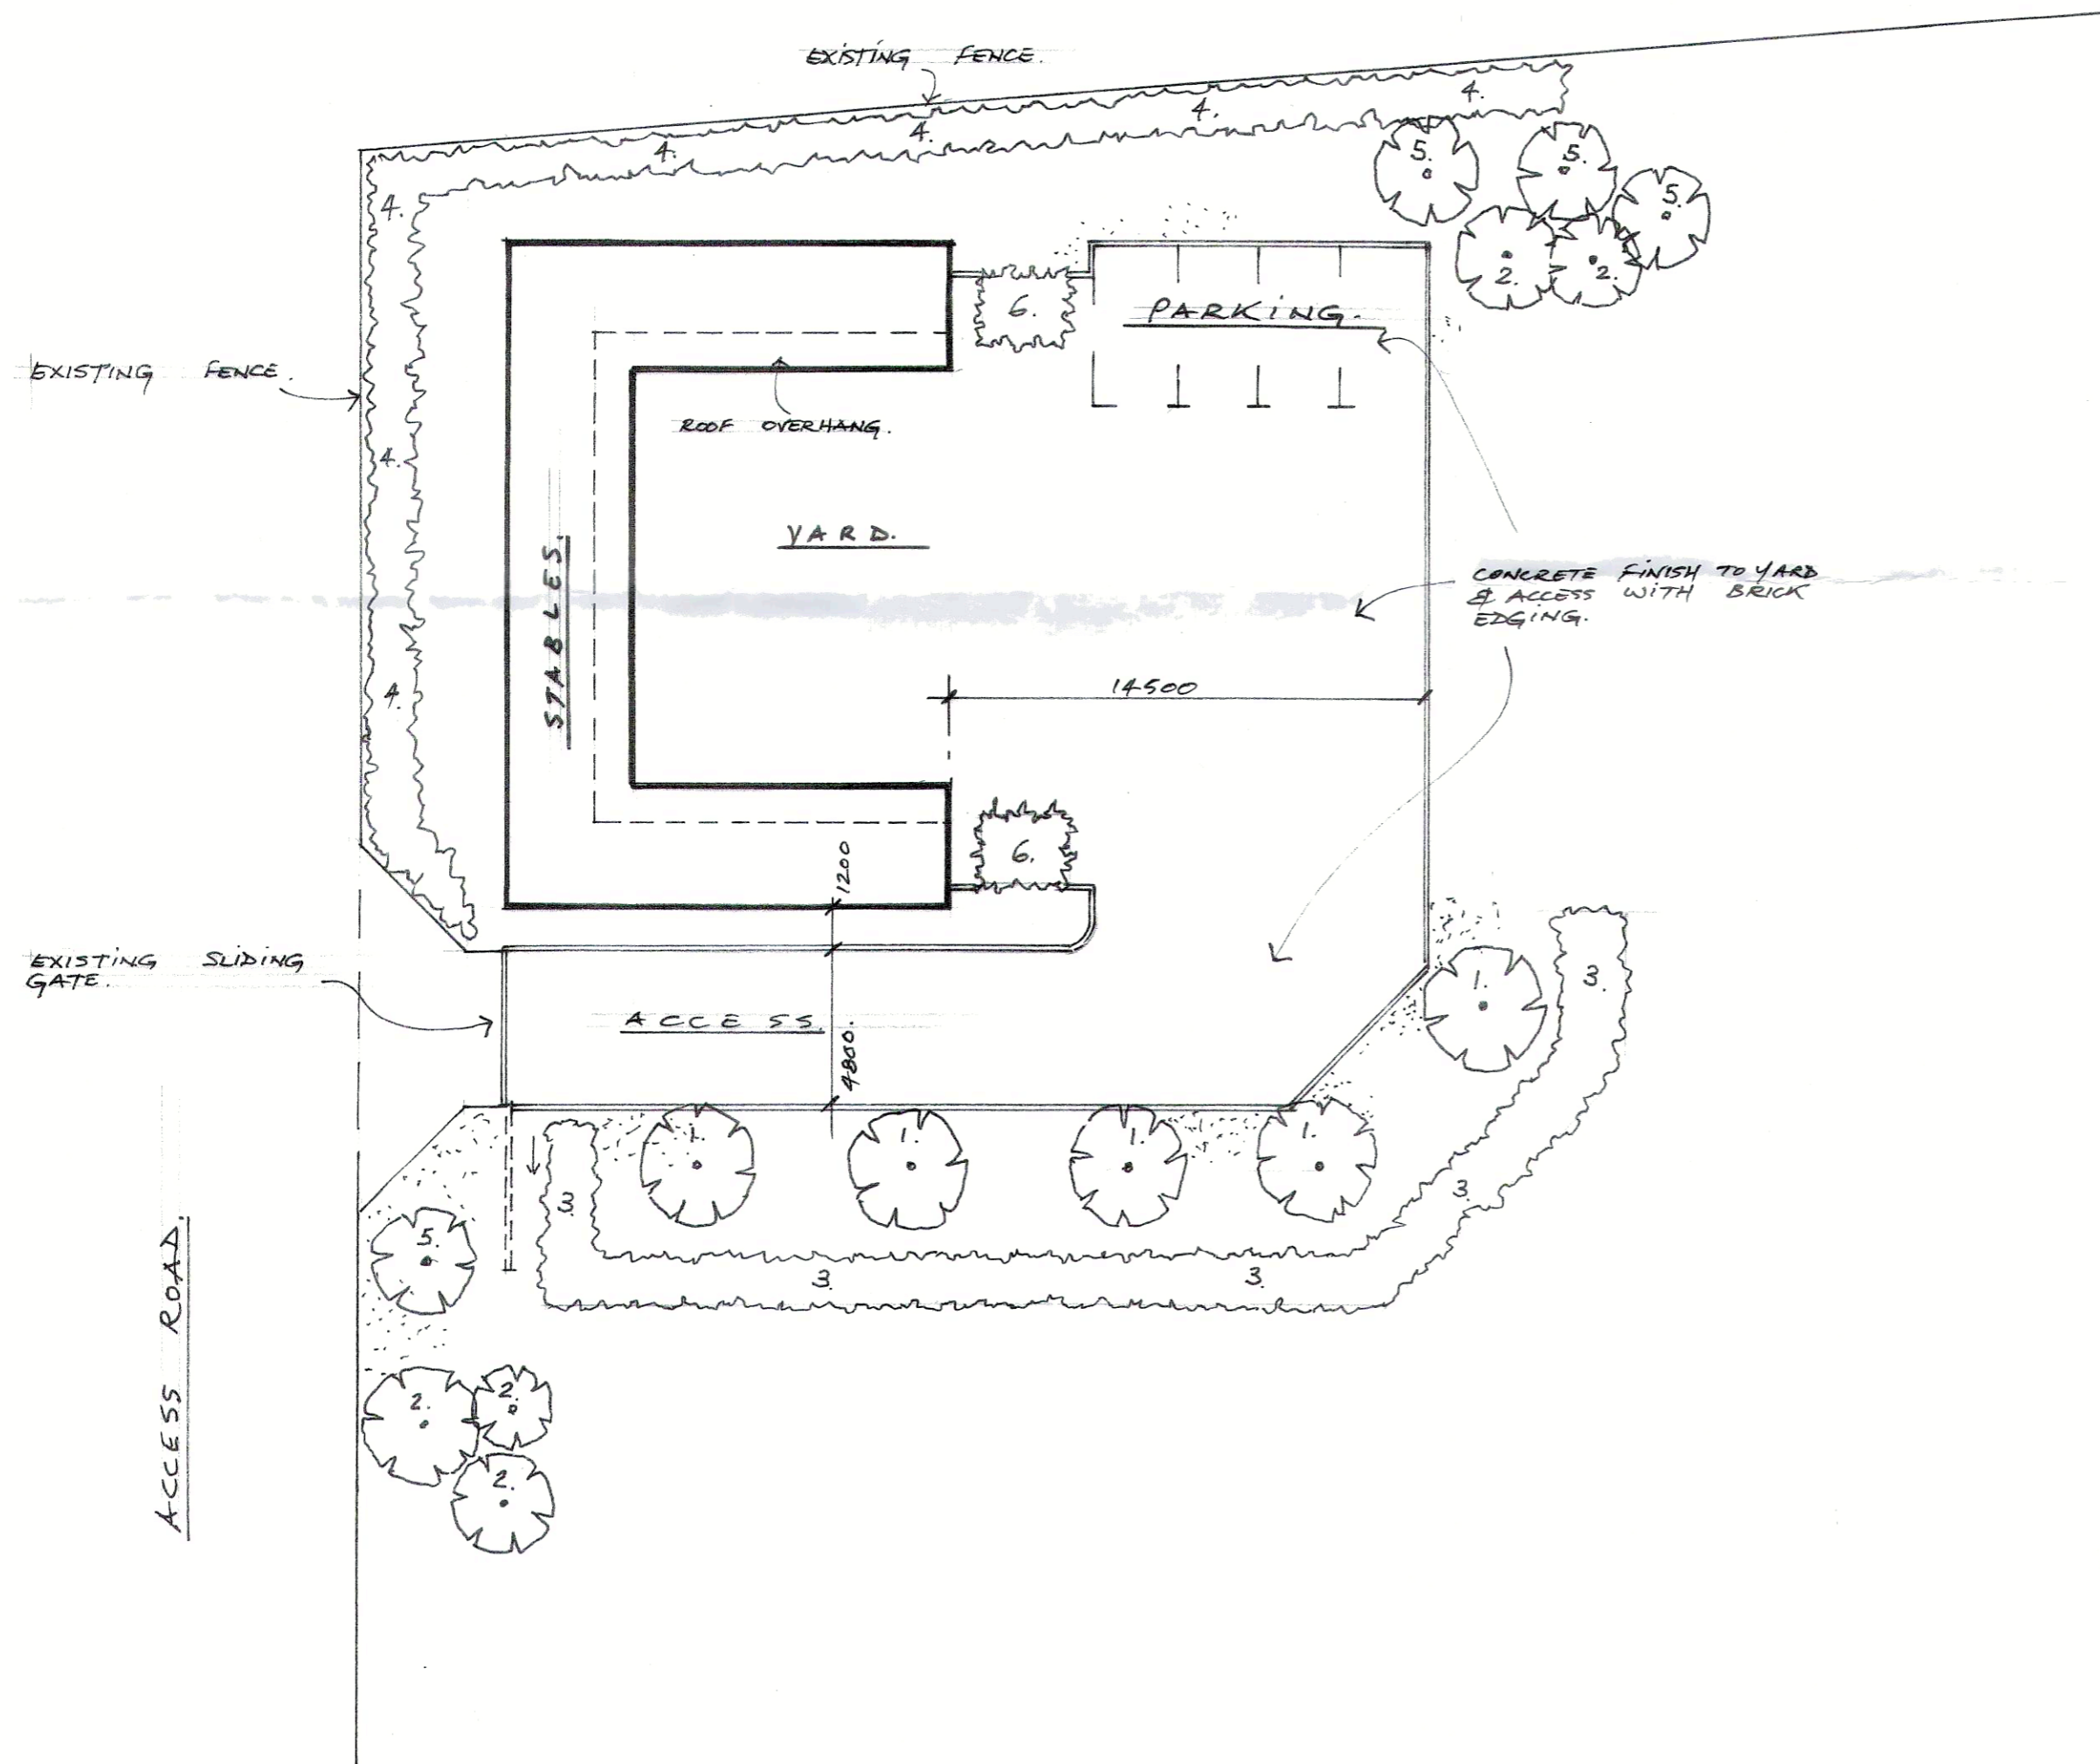 EXISTING FENCE.
4.
4.
4.
4.
4.
5.
5.
5.
2.
2.
6.
PARKING.
EXISTING FENCE.
ROOF OVERHANG.
4.
YARD.
STABLES.
CONCRETE FINISH TO YARD
& ACCESS WITH BRICK
EDGING.
4.
14500
6.
1200
EXISTING SLIDING
GATE.
ACCESS.
4800.
1.
3.
1.
1.
1.
1.
3.
3.
5.
3.
3.
ACCESS ROAD.
2.
2.
2.